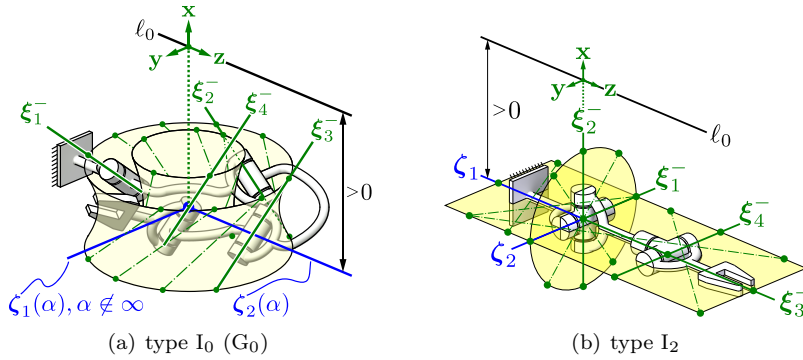 ℓ₀
x
y
z
ξ₁⁻
ξ₂⁻
ξ₄⁻
ξ₃⁻
>0
ζ₁(α), α ∉ ∞
ζ₂(α)
(a) type I₀ (G₀)
x
y
z
>0
ℓ₀
ξ₂⁻
ζ₁
ξ₁⁻
ξ₄⁻
ζ₂
ξ₃⁻
(b) type I₂